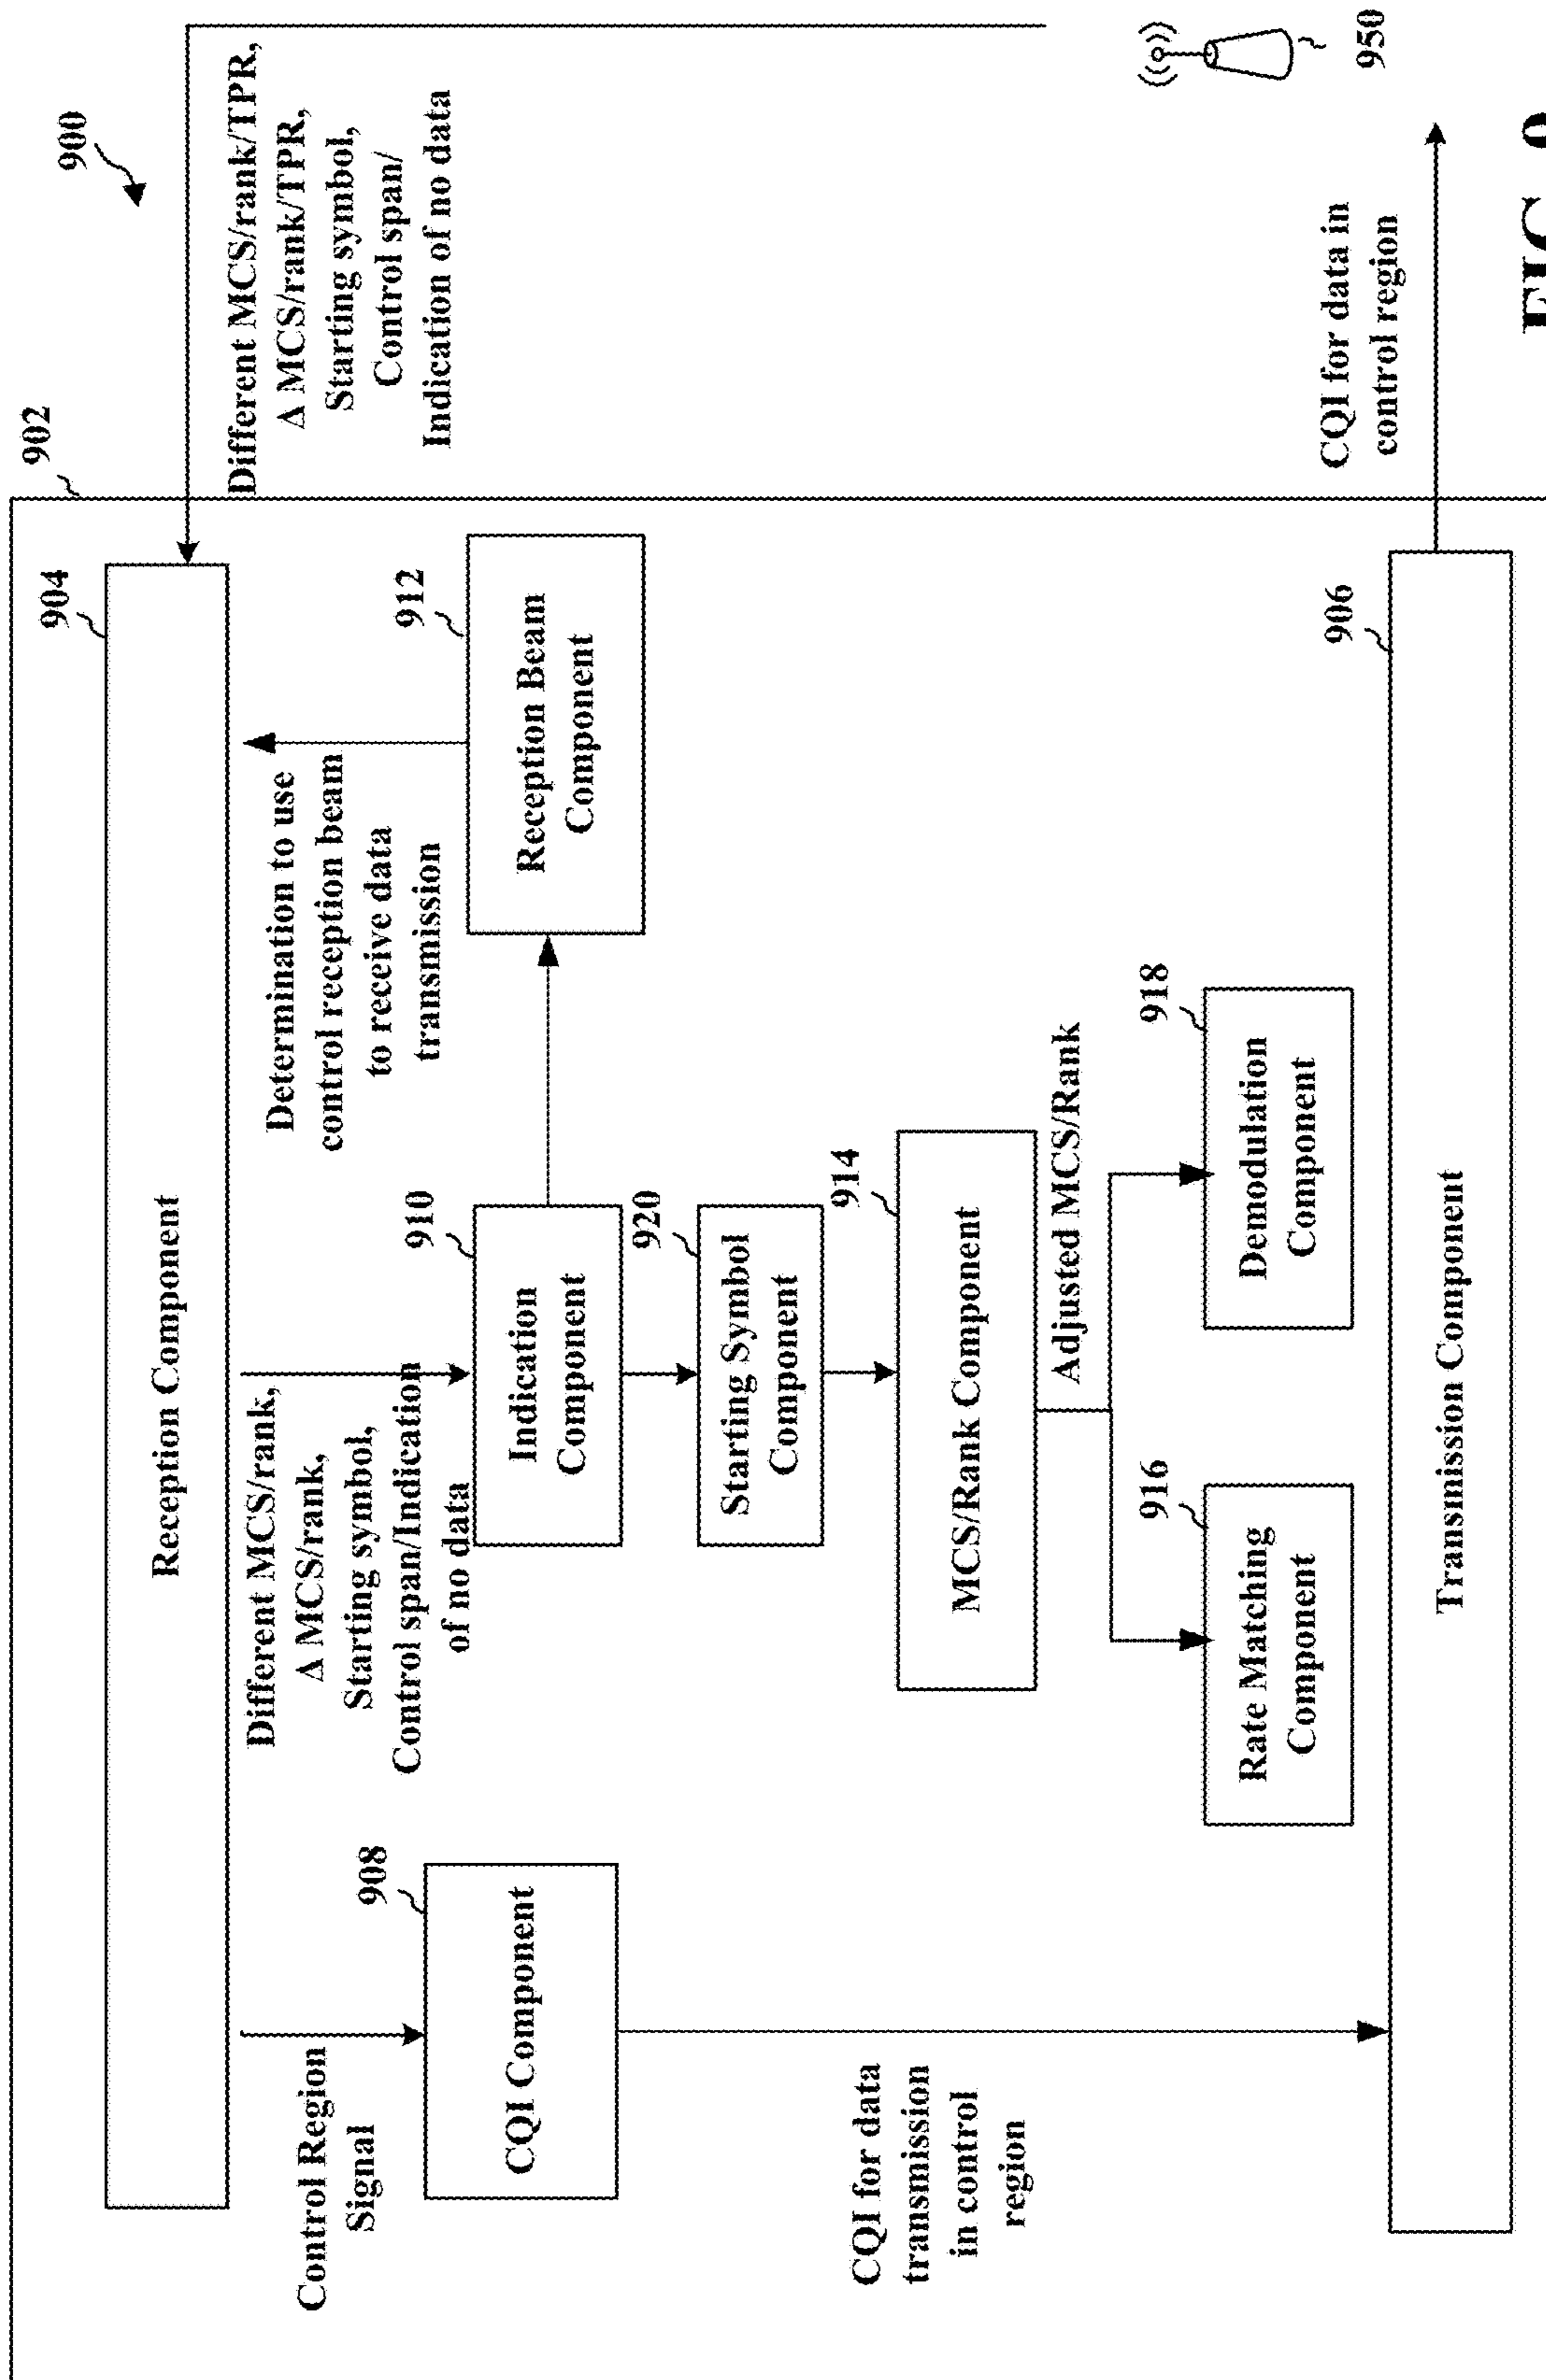 900
902
Different MCS/rank/TPR,
Δ MCS/rank/TPR,
Starting symbol,
Control span/
Indication of no data
904
Reception Component
Control Region
Signal
908
CQI Component
Different MCS/rank,
Δ MCS/rank,
Starting symbol,
Control span/Indication
of no data
910
Indication
Component
Determination to use
control reception beam
to receive data
transmission
912
Reception Beam
Component
920
Starting Symbol
Component
914
MCS/Rank Component
Adjusted MCS/Rank
916
Rate Matching
Component
918
Demodulation
Component
CQI for data
transmission
in control
region
906
Transmission Component
CQI for data in
control region
950